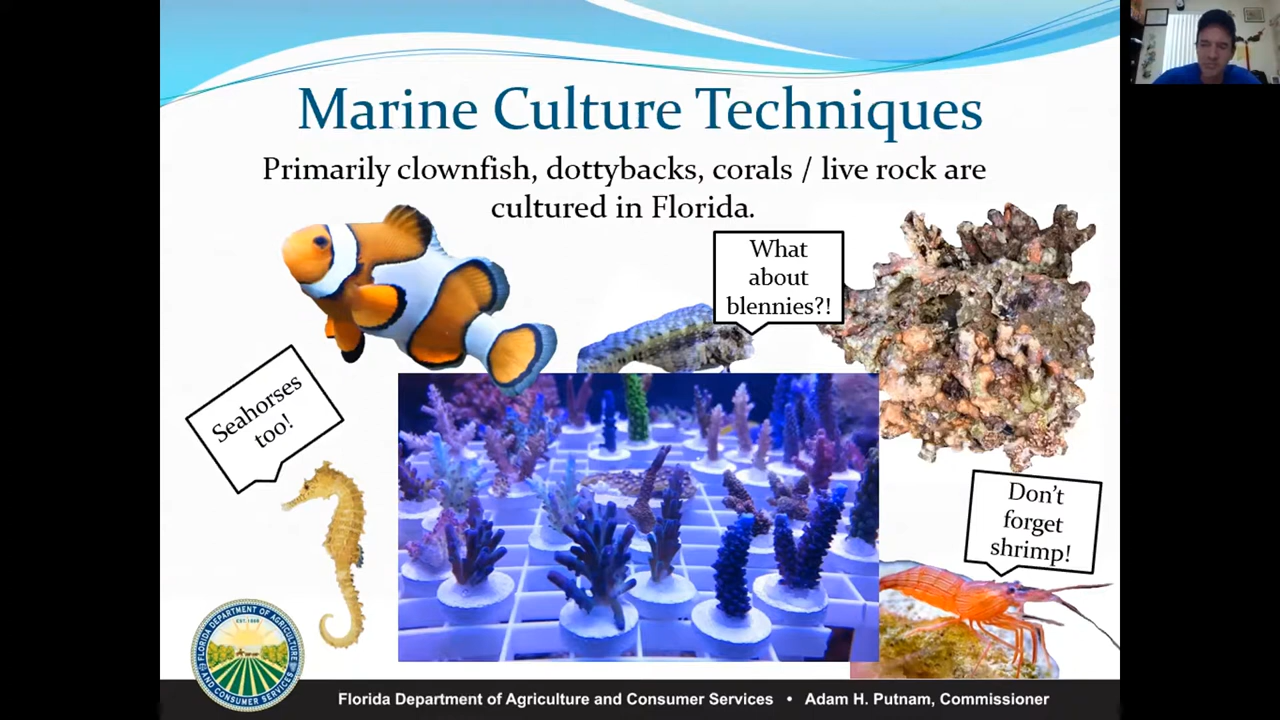 Marine Culture Techniques
Primarily clownfish, dottybacks, corals / live rock are
cultured in Florida.
What
about
blennies?!
Seahorses
too!
Don't
forget
shrimp!
FLORIDA DEPARTMENT OF AGRICULTURE
AND CONSUMER SERVICES
EST. 1868
Florida Department of Agriculture and Consumer Services • Adam H. Putnam, Commissioner